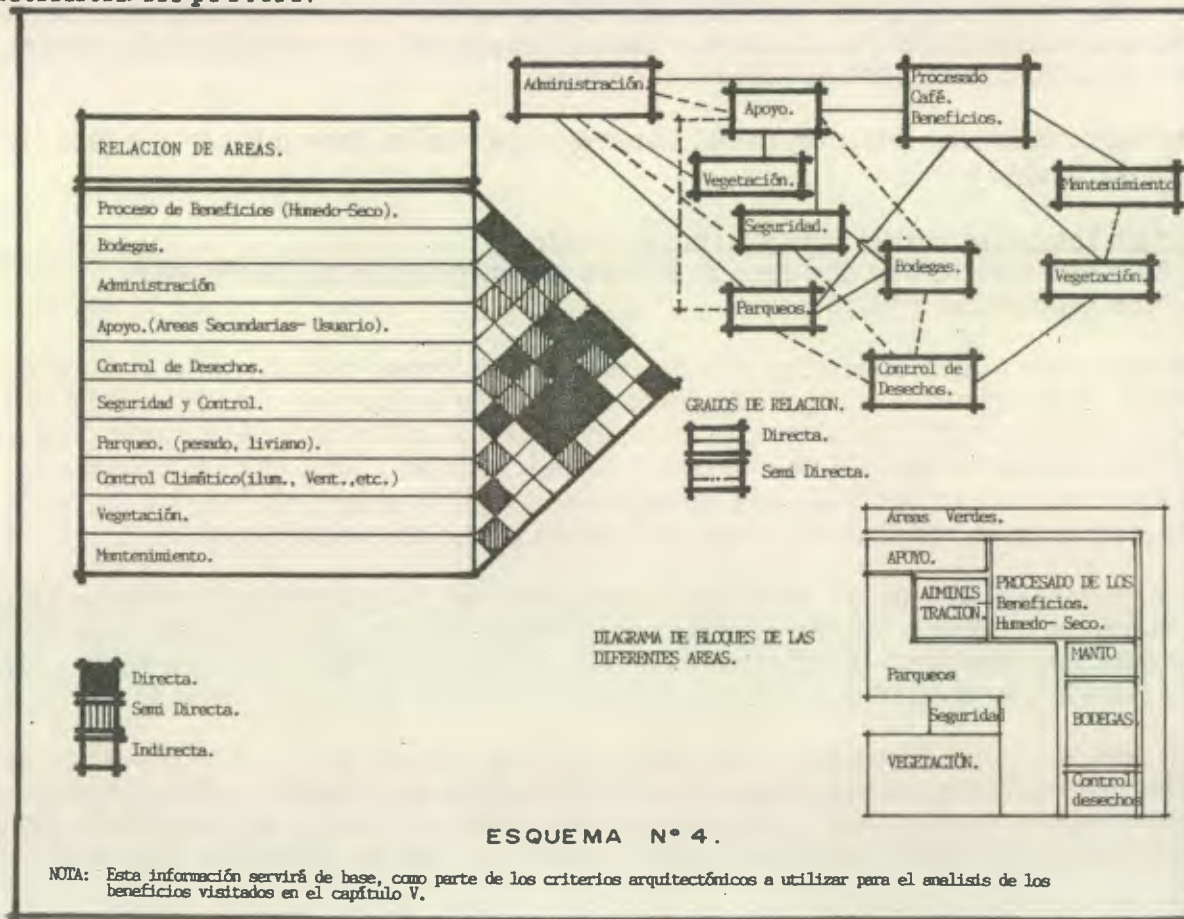 RELACION DE AREAS.
Proceso de Beneficios (Humedo-Seco).
Bodegas.
Administración
Apoyo.(Areas Secundarias- Usuario).
Control de Desechos.
Seguridad y Control.
Parqueo. (pesado, liviano).
Control Climático(ilum., Vent.,etc.)
Vegetación.
Mantenimiento.
Directa.
Semi Directa.
Indirecta.
Administración.
Apoyo.
Procesado
Café.
Beneficios.
Vegetación.
Mantenimiento
Seguridad.
Bodegas.
Vegetación.
Parqueos.
Control de
Desechos.
GRADOS DE RELACION.
Directa.
Semi Directa.
DIAGRAMA DE BLOQUES DE LAS
DIFERENTES AREAS.
Areas Verdes.
APOYO.
ADMINIS
TRACION.
PROCESADO DE LOS
Beneficios.
Humedo- Seco.
MANTO
Parqueos
Seguridad
BODEGAS.
VEGETACIÓN.
Control
desechos
ESQUEMA N° 4.
NOTA: Esta información servirá de base, como parte de los criterios arquitectónicos a utilizar para el analisis de los
beneficios visitados en el capítulo V.